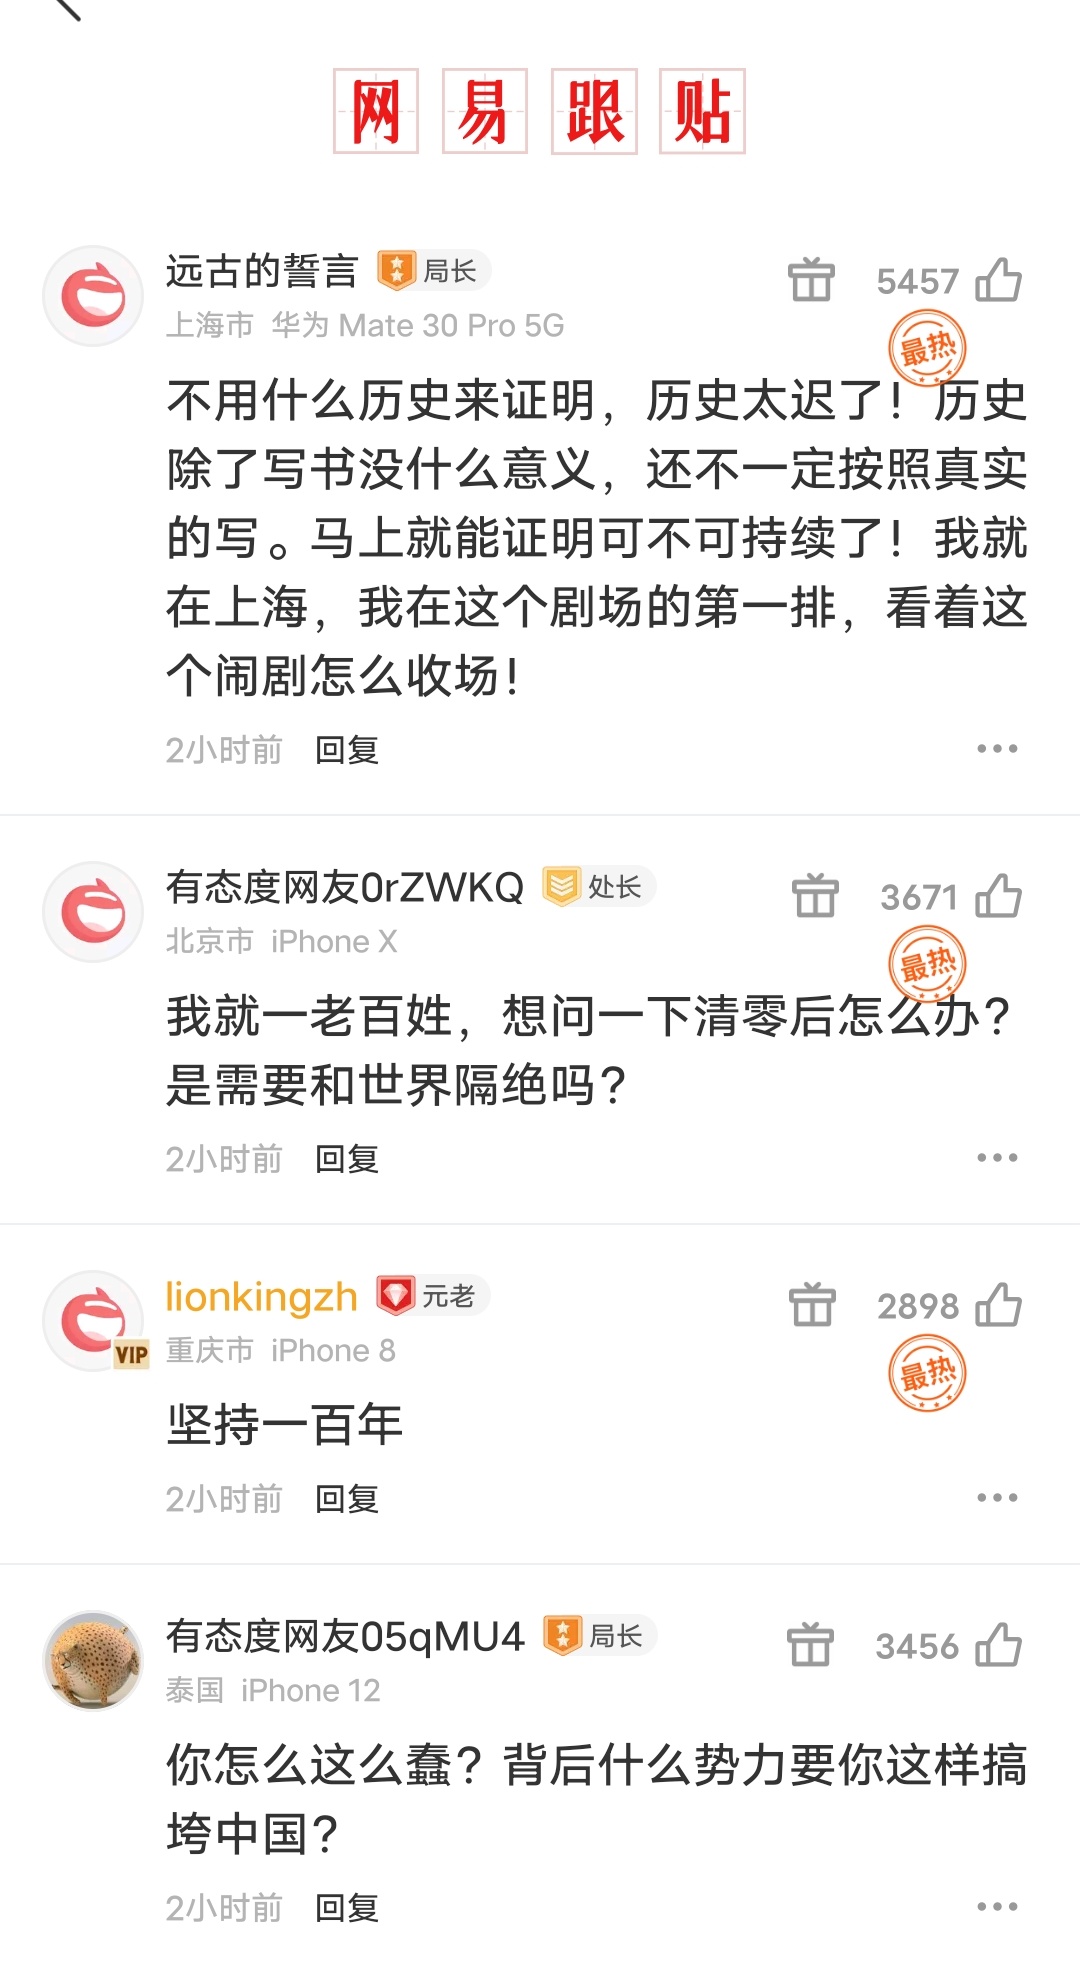 网易跟贴
远古的誓言 局长
5457
上海市 华为 Mate 30 Pro 5G
最热
不用什么历史来证明，历史太迟了！历史
除了写书没什么意义，还不一定按照真实
的写。马上就能证明可不可持续了！我就
在上海，我在这个剧场的第一排，看着这
个闹剧怎么收场！
2小时前 回复
有态度网友0rZWKQ 处长
3671
北京市 iPhone X
最热
我就一老百姓，想问一下清零后怎么办？
是需要和世界隔绝吗？
2小时前 回复
lionkingzh 元老
2898
VIP
重庆市 iPhone 8
最热
坚持一百年
2小时前 回复
有态度网友05qMU4 局长
3456
泰国 iPhone 12
你怎么这么蠢？背后什么势力要你这样搞
垮中国？
2小时前 回复